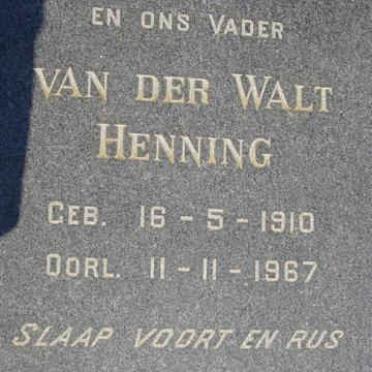 EN ONS VADER
VAN DER WALT
HENNING
GEB. 16 - 5 - 1910
OORL. 11 - 11 - 1967
SLAAP VOORT EN RUS